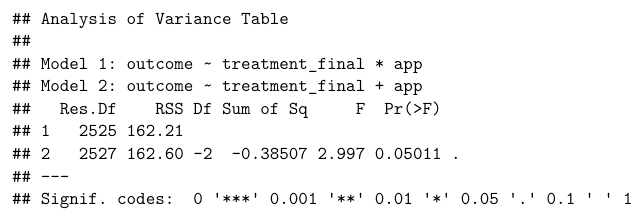 ## Analysis of Variance Table
##
## Model 1: outcome ~ treatment_final * app
## Model 2: outcome ~ treatment_final + app
##   Res.Df    RSS Df Sum of Sq     F  Pr(>F)
## 1   2525 162.21
## 2   2527 162.60 -2  -0.38507 2.997 0.05011 .
## ---
## Signif. codes:  0 '***' 0.001 '**' 0.01 '*' 0.05 '.' 0.1 ' ' 1